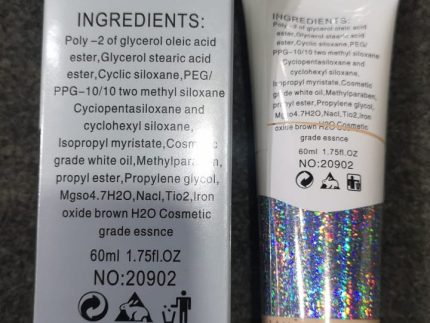 INGREDIENTS:
Poly -2 of glycerol oleic acid
ester,Glycerol stearic acid
ester,Cyclic siloxane,PEG/
PPG-10/10 two methyl siloxane
Cyciopentasiloxane and
cyclohexyl siloxane,
Isopropyl myristate,Cosmetic
grade white oil,Methylparaben,
propyl ester,Propylene glycol,
Mgso4.7H2O,Nacl,Tio2,Iron
oxide brown H2O Cosmetic
grade essnce
60ml 1.75fl.OZ
NO:20902
INGREDIENTS:
Poly -2 of glycerol oleic acid
ester,Glycerol stearic acid
ester,Cyclic siloxane,PEG/
PPG-10/10 two methyl siloxane
Cyciopentasiloxane and
cyclohexyl siloxane,
Isopropyl myristate,Cosmetic
grade white oil,Methylparaben,
propyl ester,Propylene glycol,
Mgso4.7H2O,Nacl,Tio2,Iron
oxide brown H2O Cosmetic
grade essnce
60ml 1.75fl.OZ
NO:20902